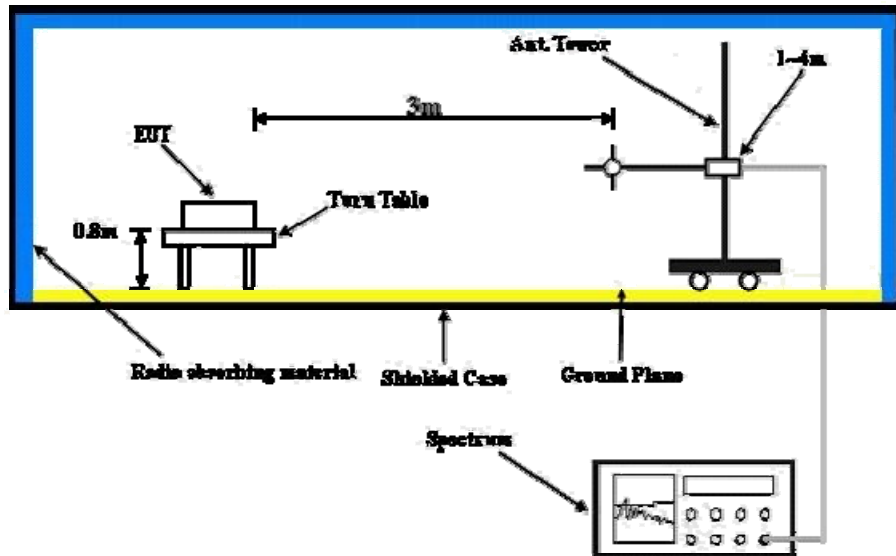 Ant. Tower
1~4m
3m
EUT
Turn Table
0.8m
Radio absorbing material
Shielded Case
Ground Plane
Spectrum